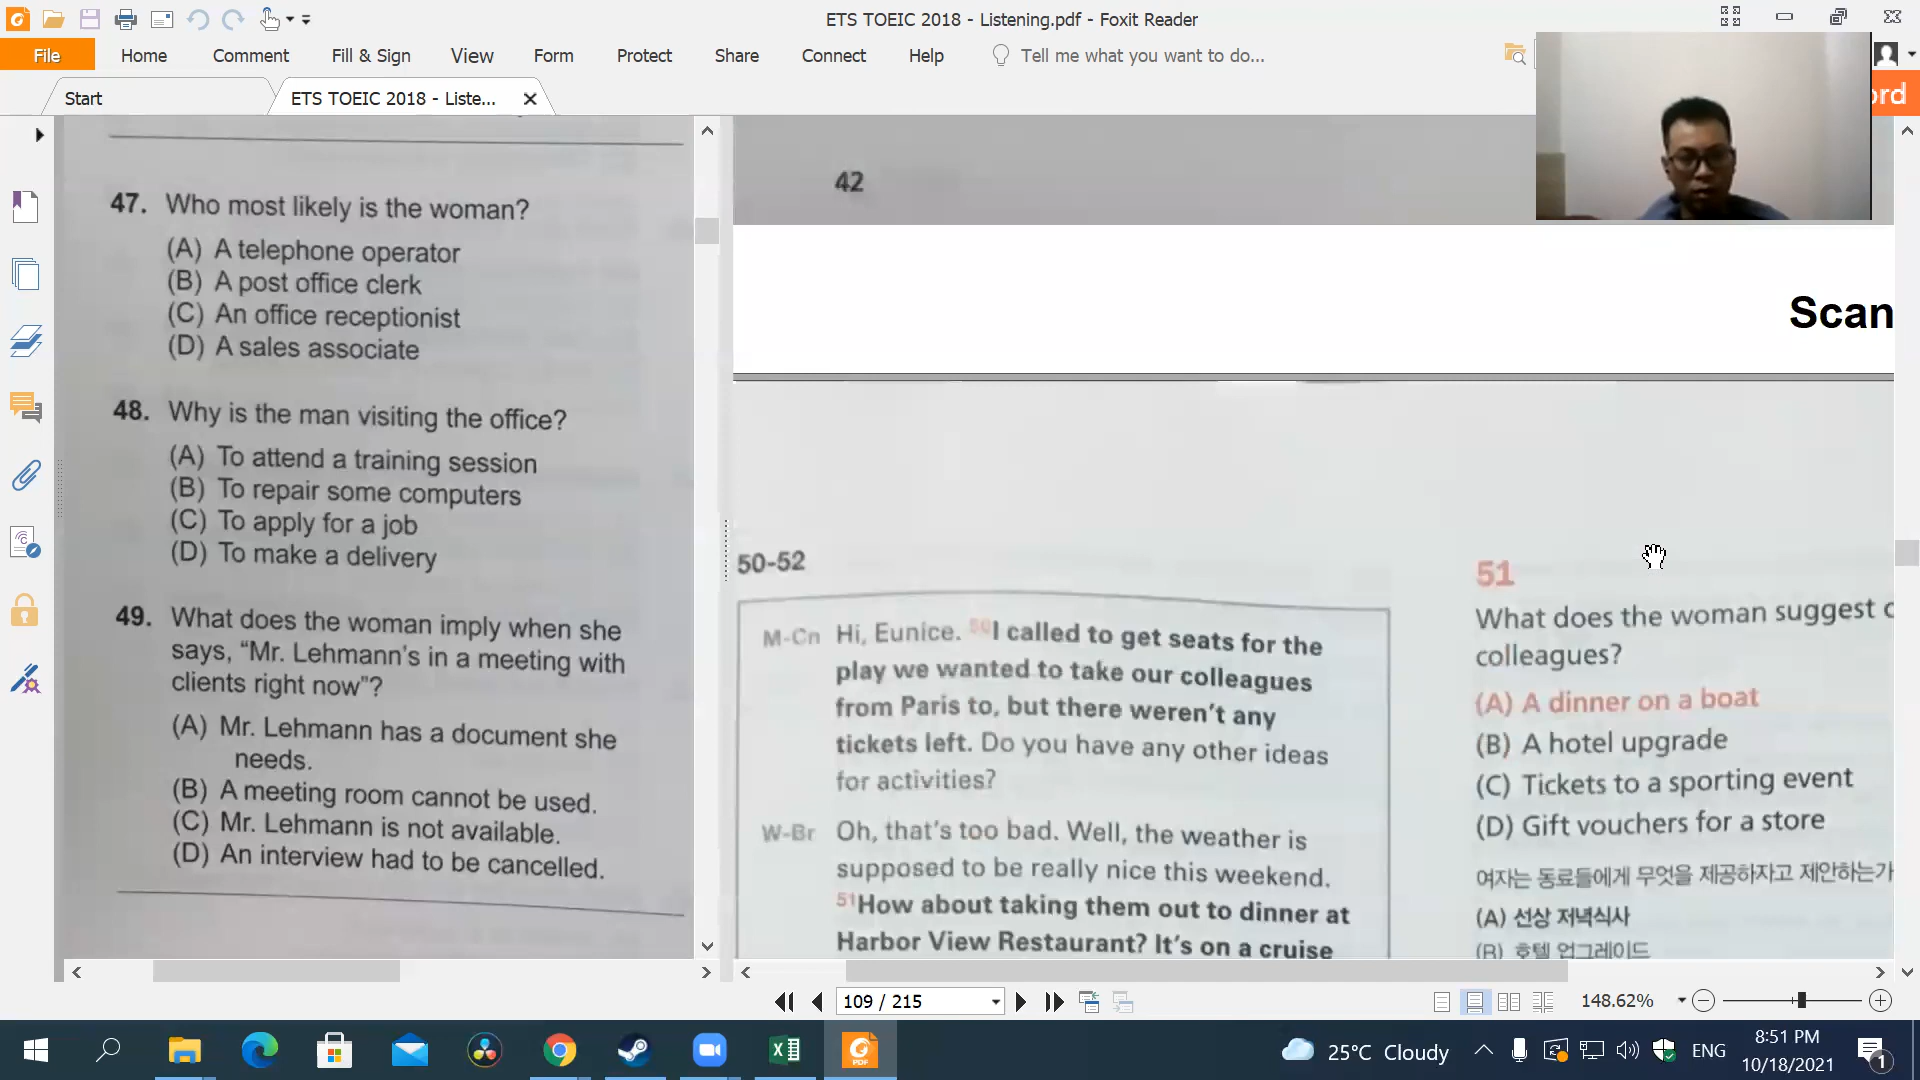 ETS TOEIC 2018 - Listening.pdf - Foxit Reader
File Home Comment Fill & Sign View Form Protect Share Connect Help Tell me what you want to do...
ord
Start
ETS TOEIC 2018 - Liste...
47. Who most likely is the woman?
(A) A telephone operator
(B) A post office clerk
(C) An office receptionist
(D) A sales associate
48. Why is the man visiting the office?
(A) To attend a training session
(B) To repair some computers
(C) To apply for a job
(D) To make a delivery
49. What does the woman imply when she
says, “Mr. Lehmann’s in a meeting with
clients right now”?
(A) Mr. Lehmann has a document she
needs.
(B) A meeting room cannot be used.
(C) Mr. Lehmann is not available.
(D) An interview had to be cancelled.
42
Scan
50-52
M-Cn Hi, Eunice. 50I called to get seats for the
play we wanted to take our colleagues
from Paris to, but there weren’t any
tickets left. Do you have any other ideas
for activities?
W-Br Oh, that’s too bad. Well, the weather is
supposed to be really nice this weekend.
51How about taking them out to dinner at
Harbor View Restaurant? It’s on a cruise
51
What does the woman suggest
colleagues?
(A) A dinner on a boat
(B) A hotel upgrade
(C) Tickets to a sporting event
(D) Gift vouchers for a store
여자는 동료들에게 무엇을 제공하자고 제안하는가
(A) 선상 저녁식사
(B) 호텔 업그레이드
109 / 215
148.62%
25°C Cloudy
ENG
8:51 PM
10/18/2021
1
PDF